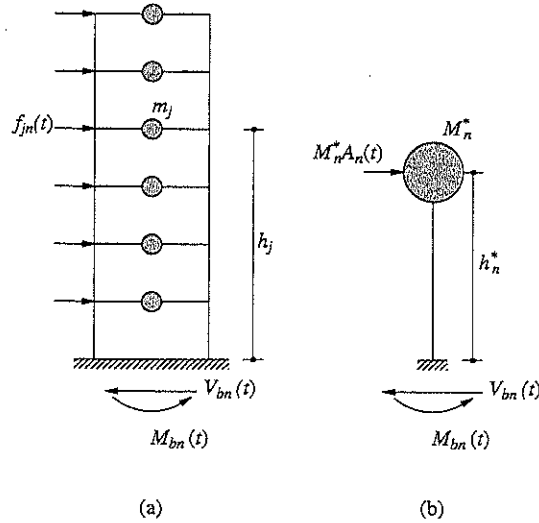 m_j
f_{jn}(t)
h_j
V_{bn}(t)
M_{bn}(t)
(a)
M_n^*
M_n^* A_n(t)
h_n^*
V_{bn}(t)
M_{bn}(t)
(b)